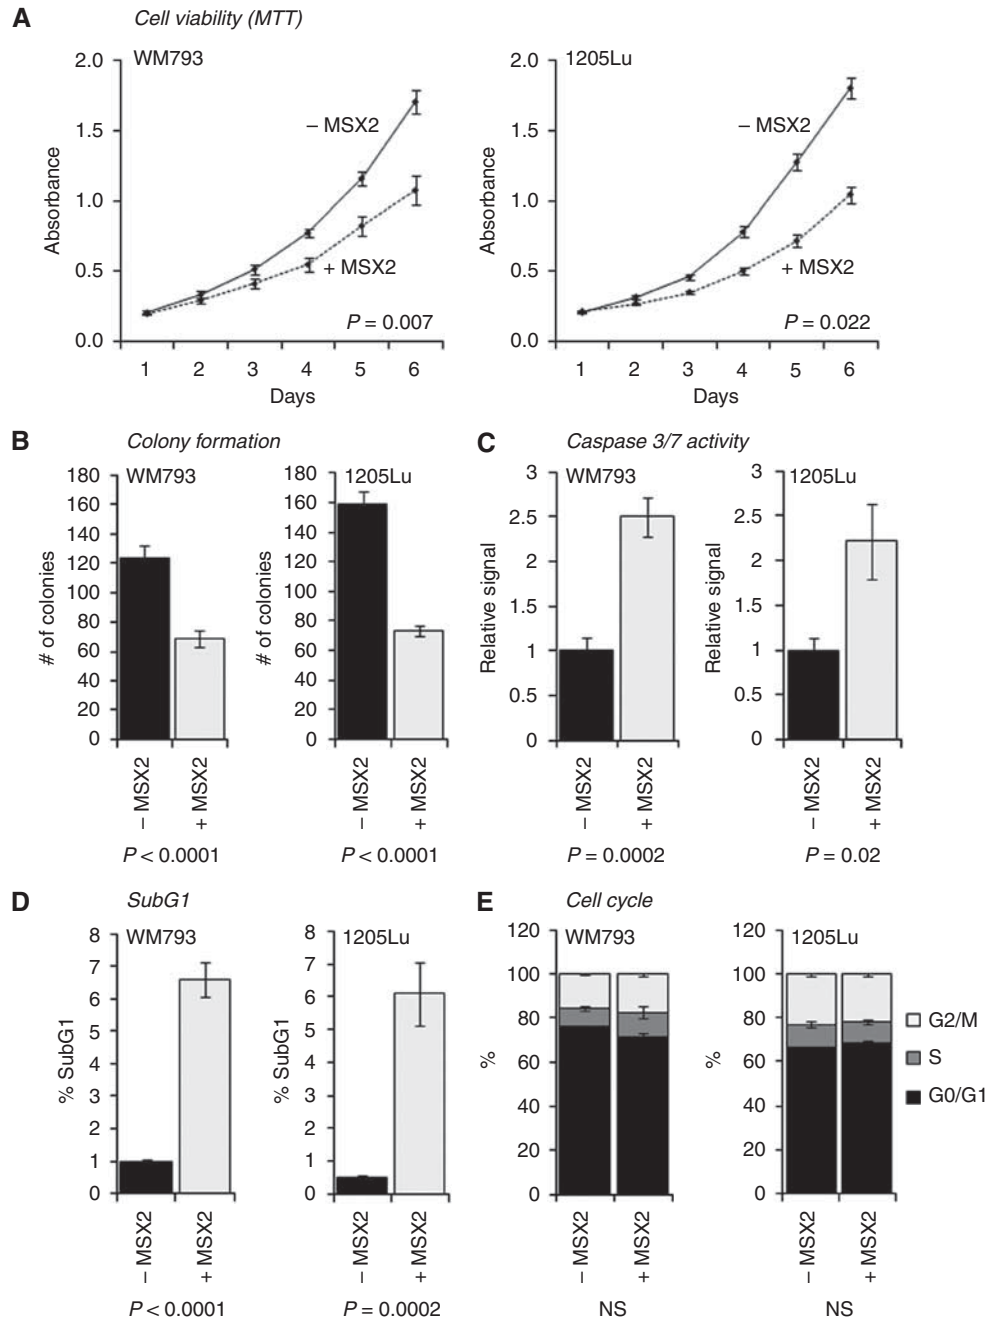 A Cell viability (MTT)
WM793
2.0
1.5
1.0
0.5
0.0
Absorbance
– MSX2
+ MSX2
P = 0.007
1 2 3 4 5 6
Days
1205Lu
2.0
1.5
1.0
0.5
0.0
Absorbance
– MSX2
+ MSX2
P = 0.022
1 2 3 4 5 6
Days
B Colony formation
WM793
180
160
140
120
100
80
60
40
20
0
# of colonies
– MSX2
+ MSX2
P < 0.0001
1205Lu
180
160
140
120
100
80
60
40
20
0
# of colonies
– MSX2
+ MSX2
P < 0.0001
C Caspase 3/7 activity
WM793
3
2.5
2
1.5
1
0.5
0
Relative signal
– MSX2
+ MSX2
P = 0.0002
1205Lu
3
2.5
2
1.5
1
0.5
0
Relative signal
– MSX2
+ MSX2
P = 0.02
D SubG1
WM793
8
7
6
5
4
3
2
1
0
% SubG1
– MSX2
+ MSX2
P < 0.0001
1205Lu
8
7
6
5
4
3
2
1
0
% SubG1
– MSX2
+ MSX2
P = 0.0002
E Cell cycle
WM793
120
100
80
60
40
20
0
%
– MSX2
+ MSX2
NS
1205Lu
120
100
80
60
40
20
0
%
– MSX2
+ MSX2
NS
G2/M
S
G0/G1